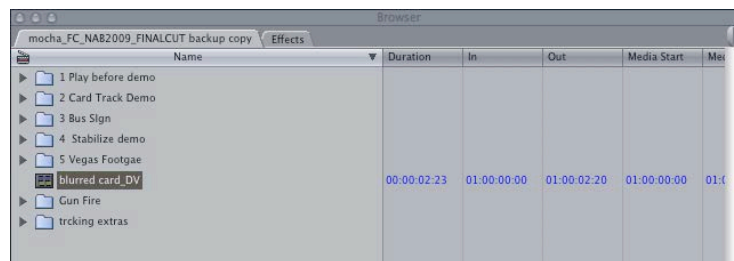 Browser
mocha_FC_NAB2009_FINALCUT backup copy Effects
Name Duration In Out Media Start
1 Play before demo
2 Card Track Demo
3 Bus SIgn
4 Stabilize demo
5 Vegas Footgae
blurred card_DV 00:00:02:23 01:00:00:00 01:00:02:20 01:00:00:00
Gun Fire
trcking extras